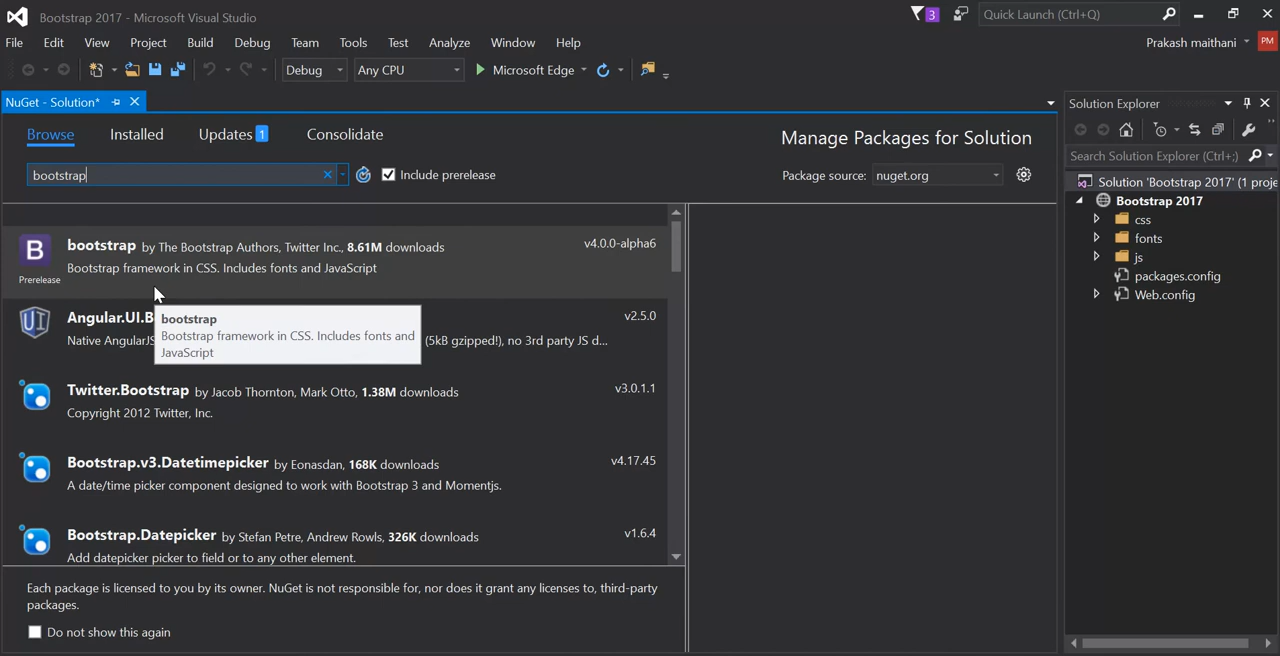 Bootstrap 2017 - Microsoft Visual Studio
3
Quick Launch (Ctrl+Q)
File Edit View Project Build Debug Team Tools Test Analyze Window Help
Prakash maithani
PM
Debug
Any CPU
Microsoft Edge
NuGet - Solution*
Browse Installed Updates 1 Consolidate
Manage Packages for Solution
bootstrap
Include prerelease
Package source: nuget.org
B
Prerelease
bootstrap by The Bootstrap Authors, Twitter Inc., 8.61M downloads
v4.0.0-alpha6
Bootstrap framework in CSS. Includes fonts and JavaScript
UI
Angular.UI.B
v2.5.0
Native AngularJS
(5kB gzipped!), no 3rd party JS d...
bootstrap
Bootstrap framework in CSS. Includes fonts and
JavaScript
Twitter.Bootstrap by Jacob Thornton, Mark Otto, 1.38M downloads
v3.0.1.1
Copyright 2012 Twitter, Inc.
Bootstrap.v3.Datetimepicker by Eonasdan, 168K downloads
v4.17.45
A date/time picker component designed to work with Bootstrap 3 and Momentjs.
Bootstrap.Datepicker by Stefan Petre, Andrew Rowls, 326K downloads
v1.6.4
Add datepicker picker to field or to any other element.
Each package is licensed to you by its owner. NuGet is not responsible for, nor does it grant any licenses to, third-party
packages.
Do not show this again
Solution Explorer
Search Solution Explorer (Ctrl+;)
Solution 'Bootstrap 2017' (1 proje
Bootstrap 2017
css
fonts
js
packages.config
Web.config